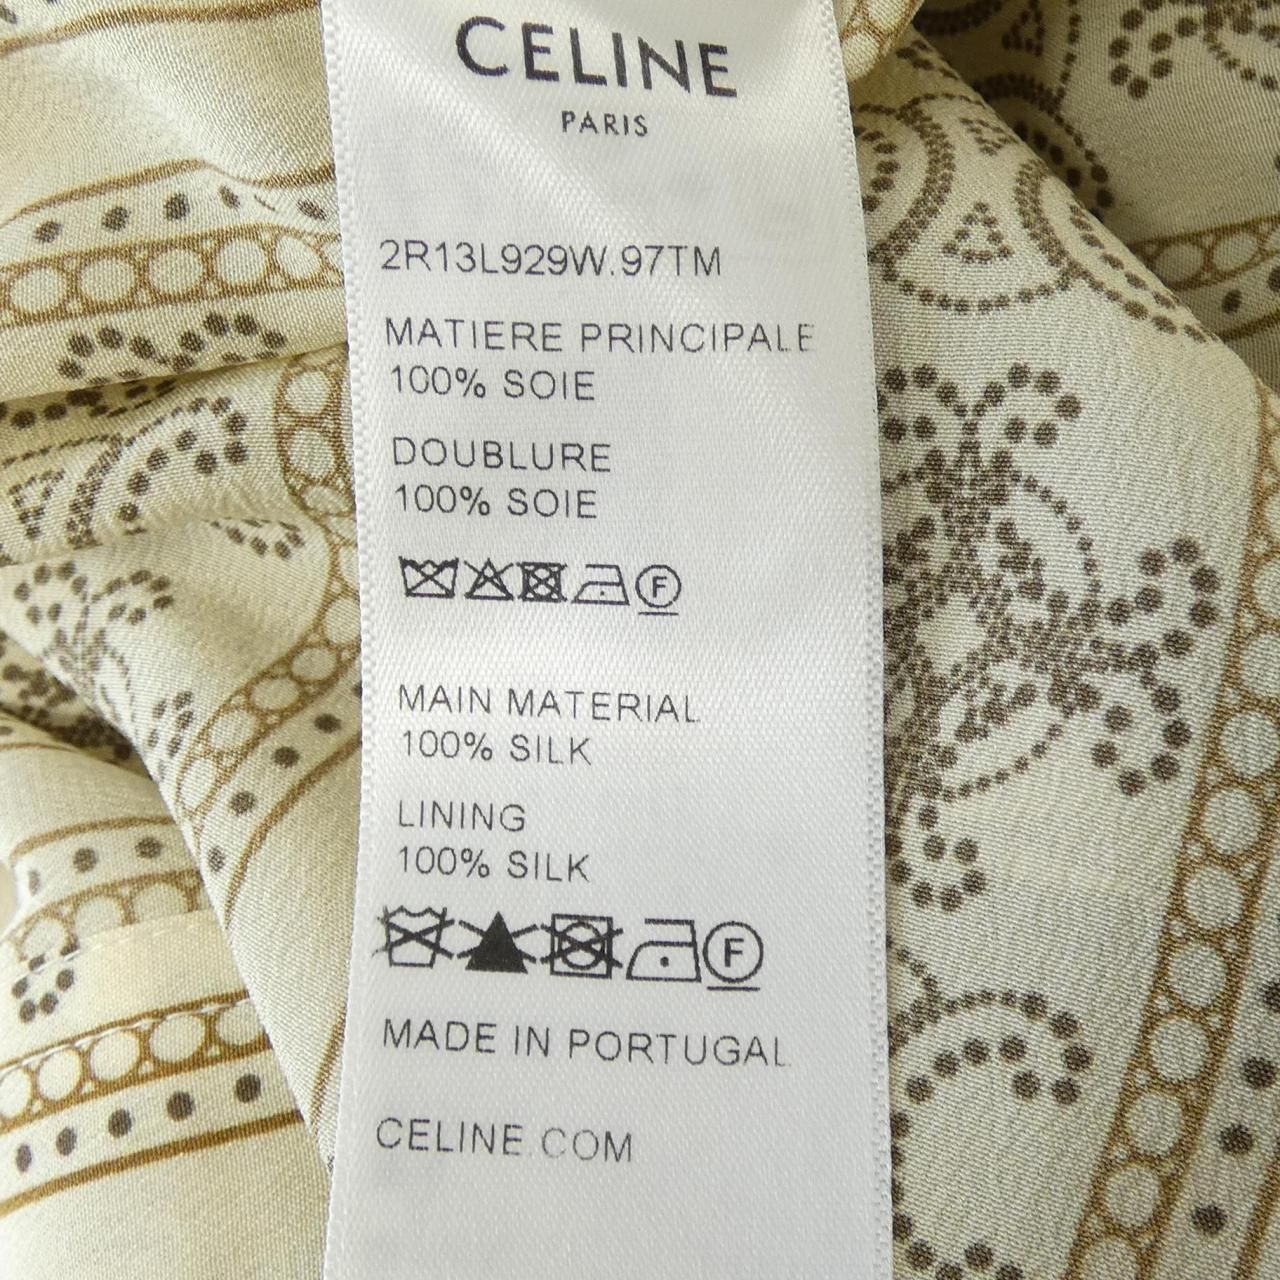 CELINE
PARIS
2R13L929W.97TM
MATIERE PRINCIPALE
100% SOIE
DOUBLURE
100% SOIE
F
MAIN MATERIAL
100% SILK
LINING
100% SILK
F
MADE IN PORTUGAL
CELINE.COM